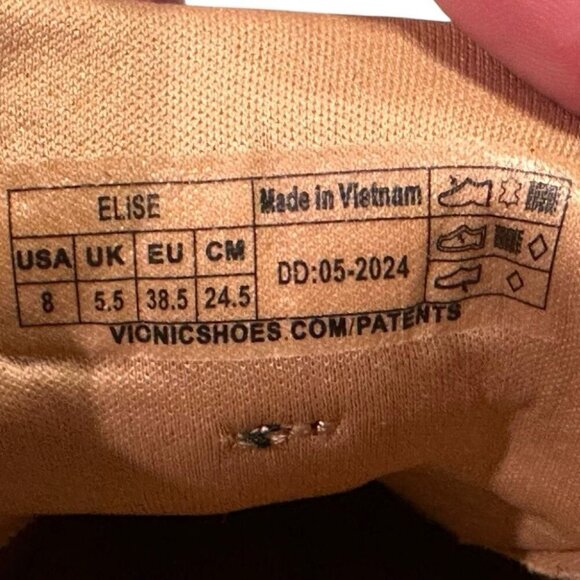 ELISE Made in Vietnam
USA UK EU CM
8 5.5 38.5 24.5 DD:05-2024
VIONICSHOES.COM/PATENTS